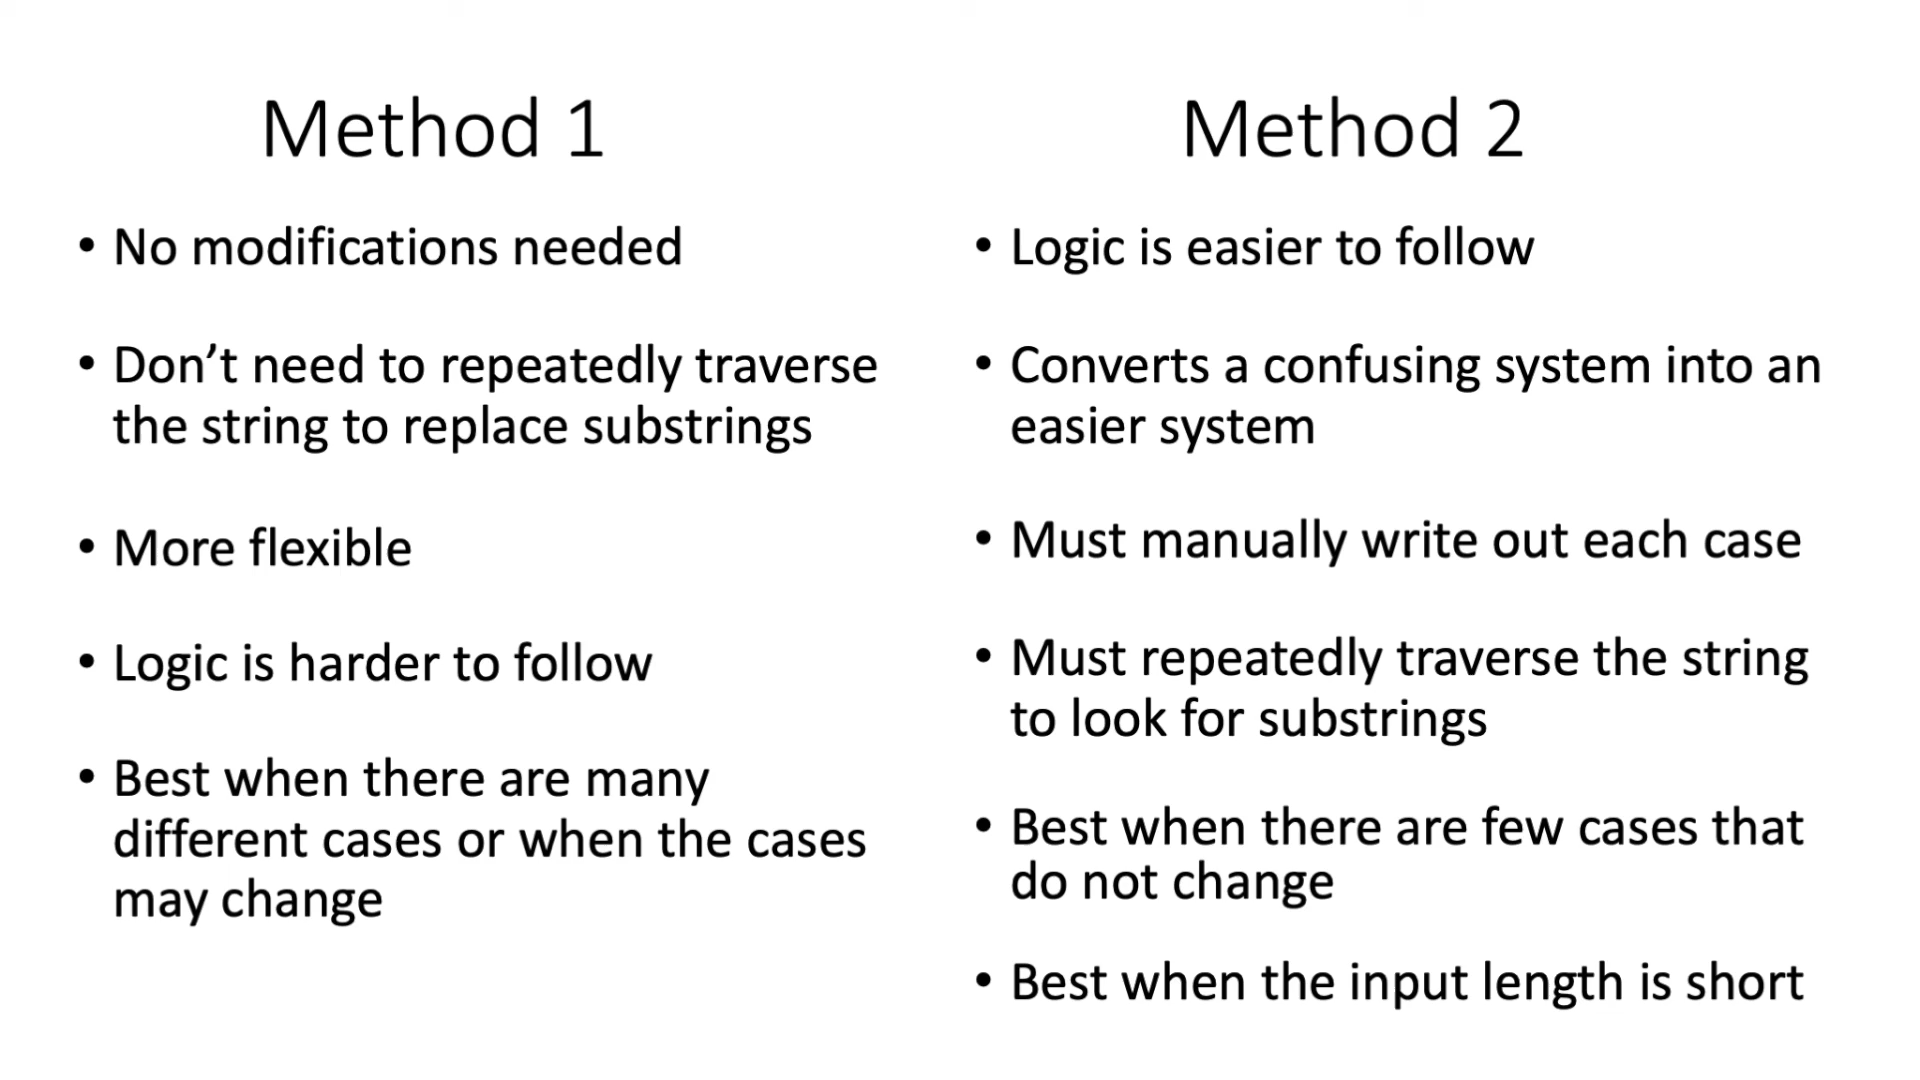 Method 1
• No modifications needed
• Don’t need to repeatedly traverse
the string to replace substrings
• More flexible
• Logic is harder to follow
• Best when there are many
different cases or when the cases
may change
Method 2
• Logic is easier to follow
• Converts a confusing system into an
easier system
• Must manually write out each case
• Must repeatedly traverse the string
to look for substrings
• Best when there are few cases that
do not change
• Best when the input length is short